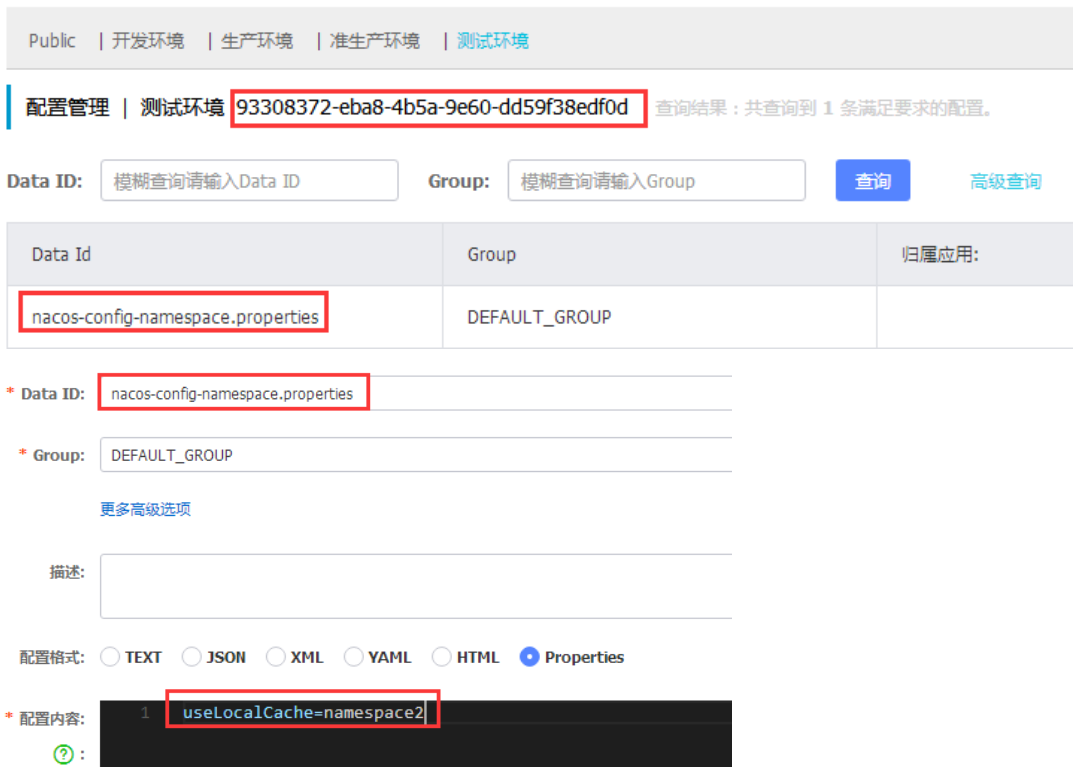 Public | 开发环境 | 生产环境 | 准生产环境 | 测试环境
配置管理 | 测试环境 93308372-eba8-4b5a-9e60-dd59f38edf0d 查询结果：共查询到 1 条满足要求的配置。
Data ID: 模糊查询请输入Data ID Group: 模糊查询请输入Group 查询 高级查询
Data Id Group 归属应用:
nacos-config-namespace.properties DEFAULT_GROUP
* Data ID: nacos-config-namespace.properties
* Group: DEFAULT_GROUP
更多高级选项
描述:
配置格式: TEXT JSON XML YAML HTML Properties
* 配置内容: 1 useLocalCache=namespace2
? :